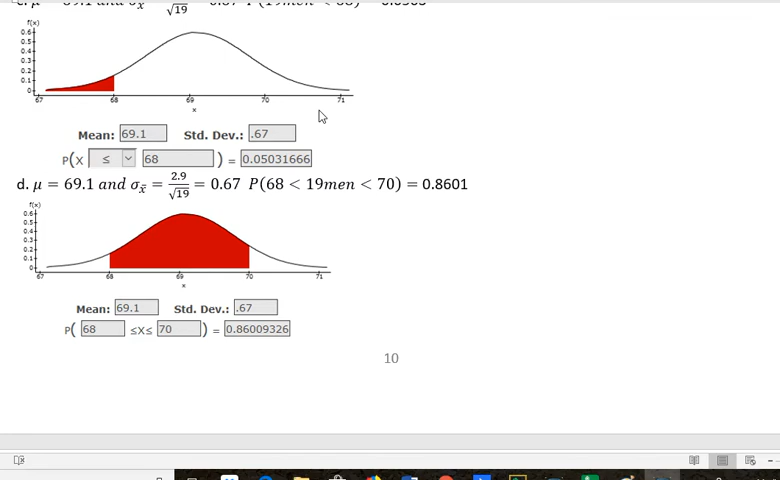 f(x)
0.6
0.5
0.4
0.3
0.2
0.1
0
67 68 69 70 71
x
Mean: 69.1 Std. Dev.: .67
P(X ≤ 68 ) = 0.05031666
d. μ = 69.1 and σx̄ = 2.9/√19 = 0.67 P(68 < 19men < 70) = 0.8601
f(x)
0.6
0.5
0.4
0.3
0.2
0.1
0
67 68 69 70 71
x
Mean: 69.1 Std. Dev.: .67
P( 68 ≤X≤ 70 ) = 0.86009326
10